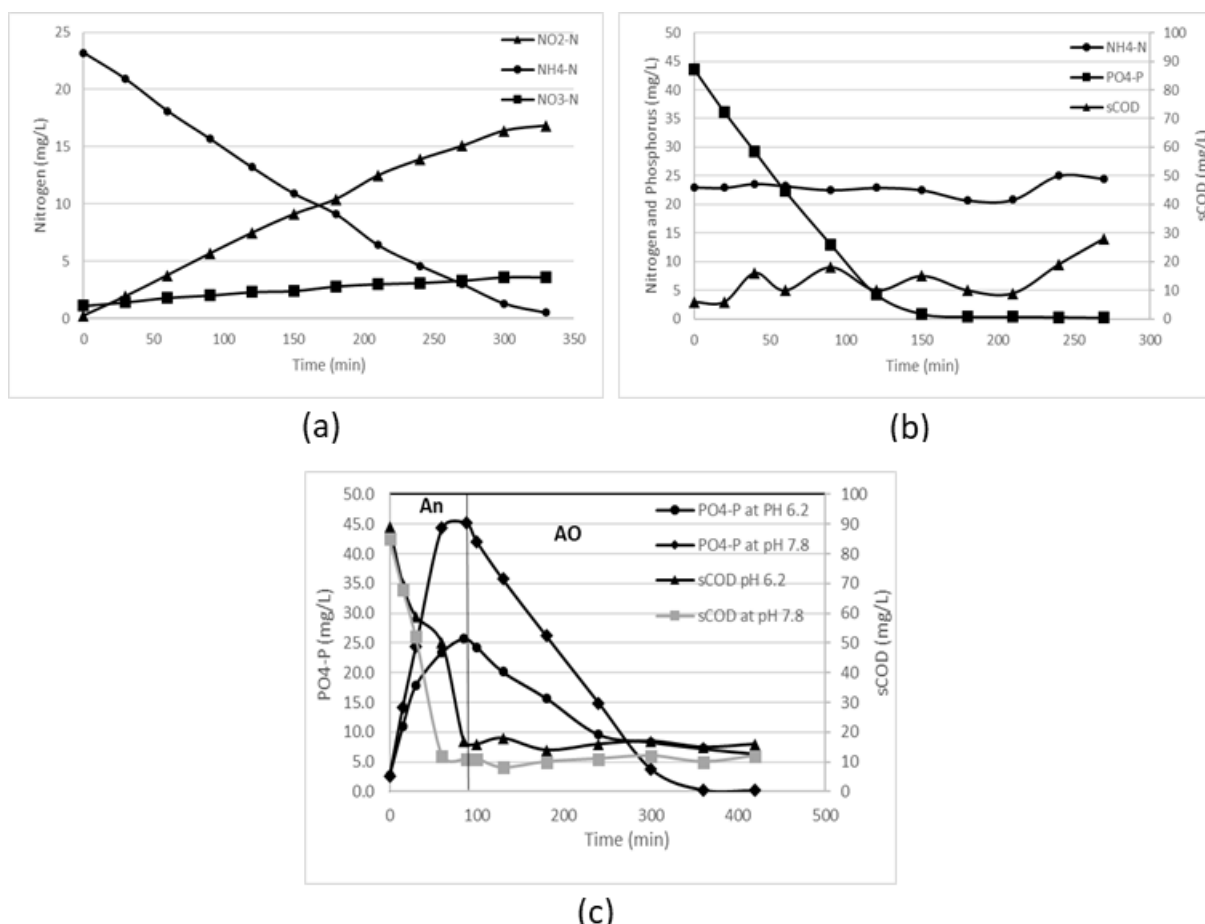 25
20
15
10
5
0
Nitrogen (mg/L)
NO2-N
NH4-N
NO3-N
0 50 100 150 200 250 300 350
Time (min)
(a)
50
45
40
35
30
25
20
15
10
5
0
Nitrogen and Phosphorus (mg/L)
NH4-N
PO4-P
sCOD
100
90
80
70
60
50
40
30
20
10
0
sCOD (mg/L)
0 50 100 150 200 250 300
Time (min)
(b)
50.0
45.0
40.0
35.0
30.0
25.0
20.0
15.0
10.0
5.0
0.0
PO4-P (mg/L)
An
AO
PO4-P at PH 6.2
PO4-P at pH 7.8
sCOD pH 6.2
sCOD at pH 7.8
100
90
80
70
60
50
40
30
20
10
0
sCOD (mg/L)
0 100 200 300 400 500
Time (min)
(c)